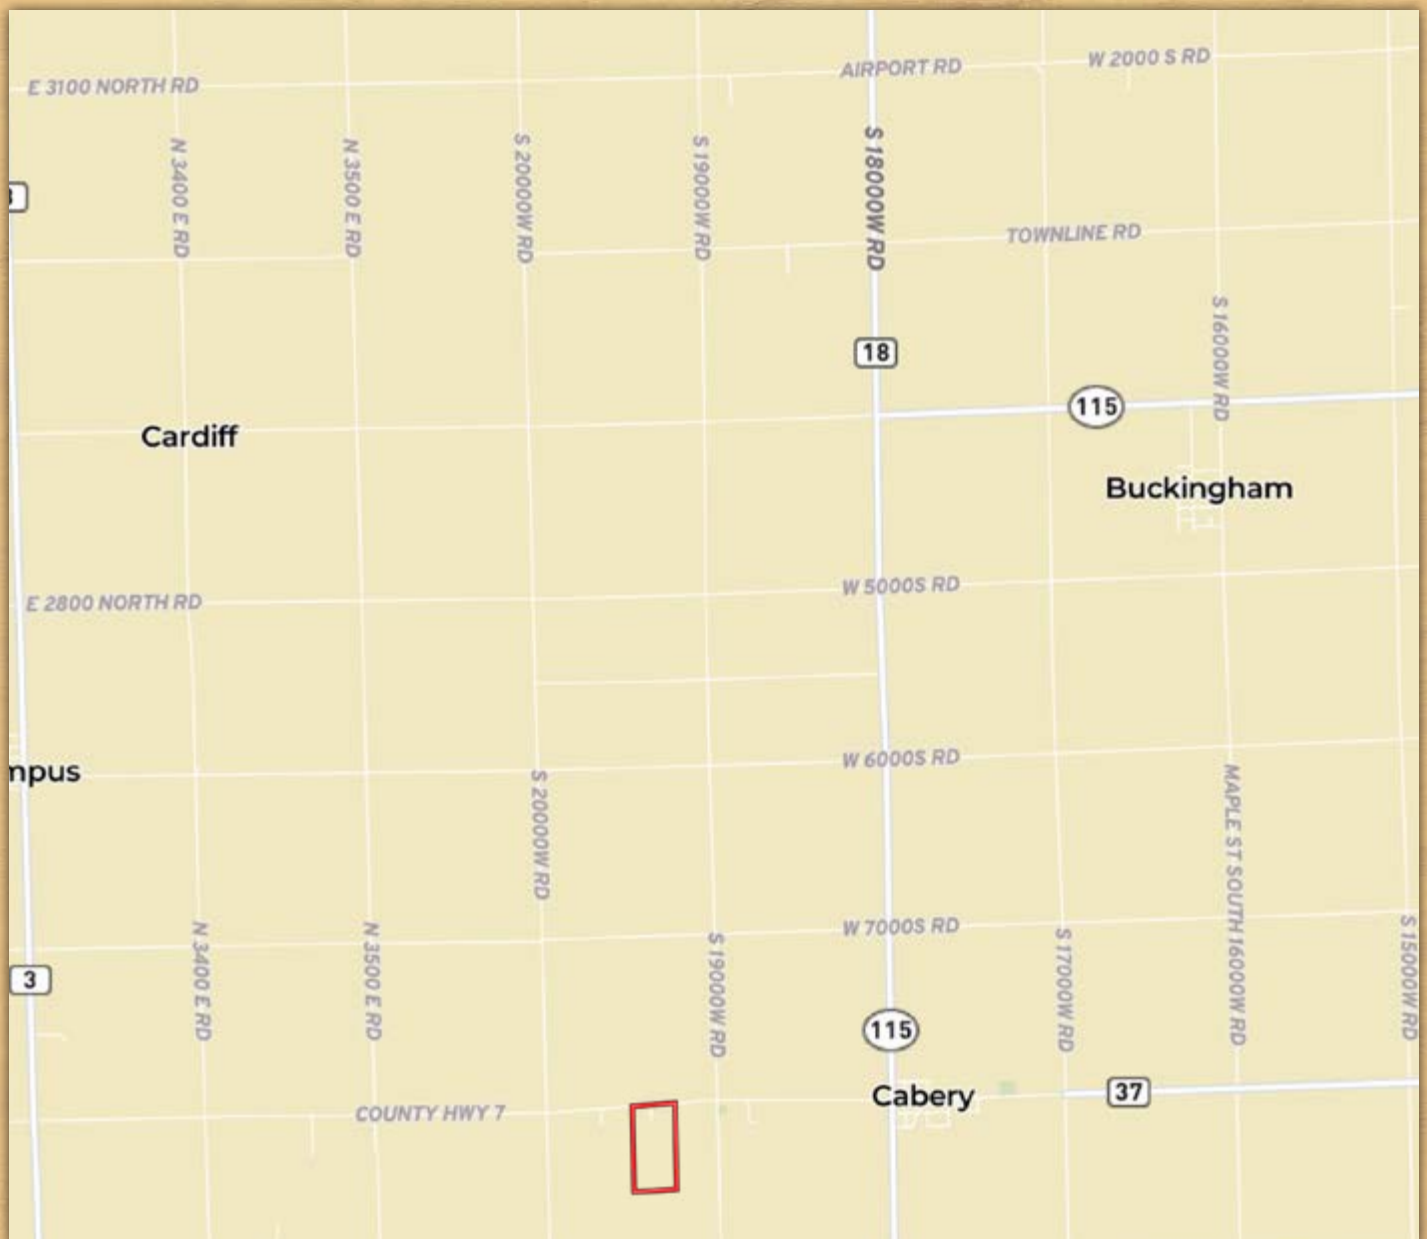 E 3100 NORTH RD
AIRPORT RD
W 2000 S RD
N 3400 E RD
N 3500 E RD
S 20000W RD
S 19000W RD
S 18000W RD
TOWNLINE RD
S 16000W RD
18
115
Cardiff
Buckingham
E 2800 NORTH RD
W 5000S RD
W 6000S RD
mpus
S 20000W RD
MAPLE ST SOUTH 16000W RD
N 3400 E RD
N 3500 E RD
S 19000W RD
W 7000S RD
S 17000W RD
S 15000W RD
3
115
Cabery
37
COUNTY HWY 7